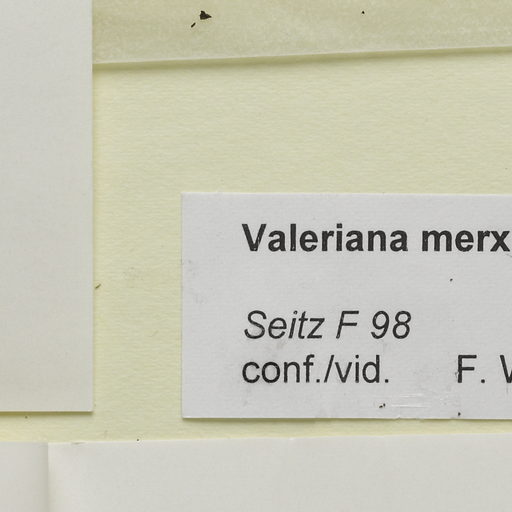 Valeriana merx
Seitz F 98
conf./vid. F.